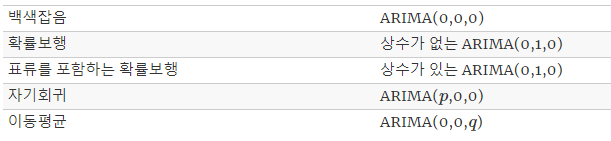 백색잡음 ARIMA(0,0,0)
확률보행 상수가 없는 ARIMA(0,1,0)
표류를 포함하는 확률보행 상수가 있는 ARIMA(0,1,0)
자기회귀 ARIMA(p,0,0)
이동평균 ARIMA(0,0,q)